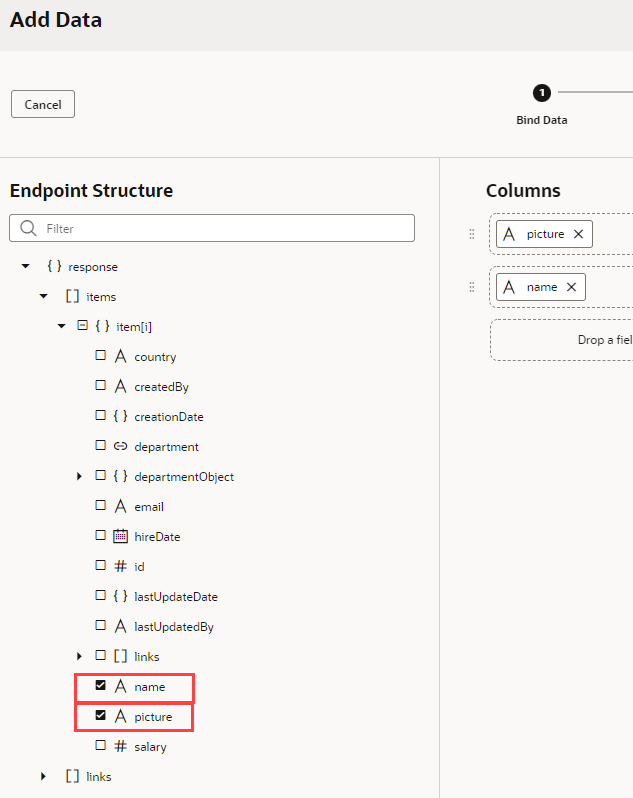 Add Data
Cancel
1
Bind Data
Endpoint Structure
Filter
{ } response
[ ] items
{ } item[i]
A country
A createdBy
{ } creationDate
department
{ } departmentObject
A email
hireDate
# id
{ } lastUpdateDate
A lastUpdatedBy
[ ] links
A name
A picture
# salary
[ ] links
Columns
A picture ×
A name ×
Drop a fiel